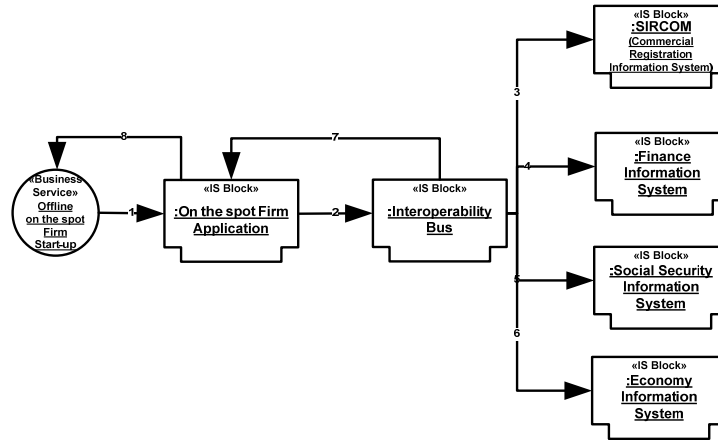 «Business
Service»
Offline
on the spot
Firm
Start-up
1
8
«IS Block»
:On the spot Firm
Application
2
7
«IS Block»
:Interoperability
Bus
3
4
5
6
«IS Block»
:SIRCOM
(Commercial
Registration
Information System)
«IS Block»
:Finance
Information
System
«IS Block»
:Social Security
Information
System
«IS Block»
:Economy
Information
System